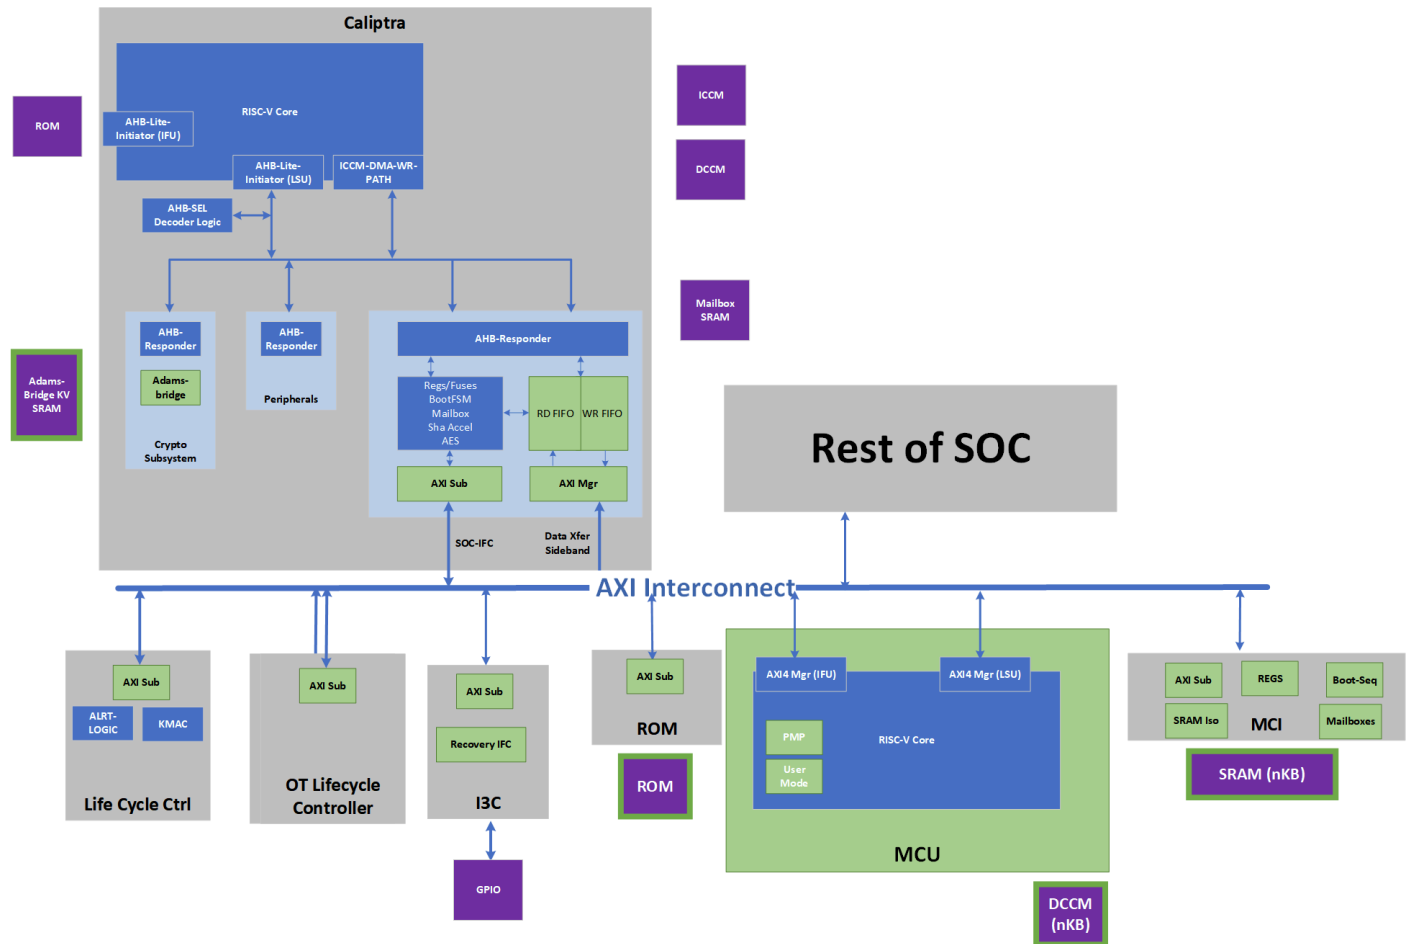 Caliptra
RISC-V Core
AHB-Lite-
Initiator (IFU)
AHB-Lite-
Initiator (LSU)
ICCM-DMA-WR-
PATH
AHB-SEL
Decoder Logic
ROM
ICCM
DCCM
Mailbox
SRAM
Adams-
Bridge KV
SRAM
AHB-
Responder
Adams-
bridge
Crypto
Subsystem
AHB-
Responder
Peripherals
AHB-Responder
Regs/Fuses
BootFSM
Mailbox
Sha Accel
AES
RD FIFO
WR FIFO
AXI Sub
AXI Mgr
SOC-IFC
Data Xfer
Sideband
Rest of SOC
AXI Interconnect
AXI Sub
ALRT-
LOGIC
KMAC
Life Cycle Ctrl
AXI Sub
OT Lifecycle
Controller
AXI Sub
Recovery IFC
I3C
GPIO
AXI Sub
ROM
ROM
AXI4 Mgr (IFU)
AXI4 Mgr (LSU)
PMP
RISC-V Core
User
Mode
MCU
DCCM
(nKB)
AXI Sub
REGS
Boot-Seq
SRAM Iso
MCI
Mailboxes
SRAM (nKB)